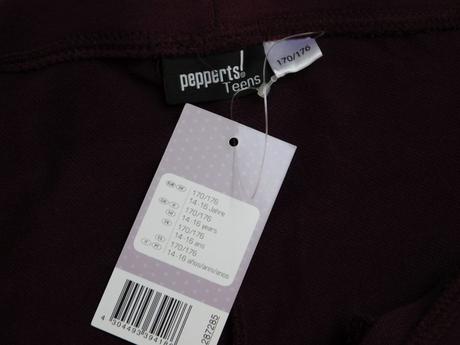 pepperts!
Teens
170/176
170/176
14-16 Jahre
170/176
14-16 years
170/176
14-16 ans
170/176
14-16 años/anni/anos
287285